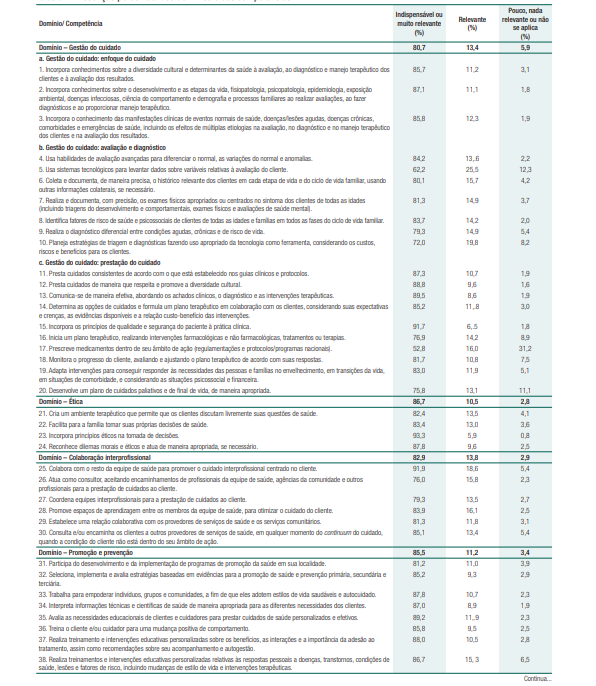 Domínio/ Competência
Indispensável ou
muito relevante
(%)
Relevante
(%)
Pouco, nada
relevante ou não
se aplica
(%)
Domínio – Gestão do cuidado 80,7 13,4 5,9
a. Gestão do cuidado: enfoque do cuidado
1. Incorpora conhecimentos sobre a diversidade cultural e determinantes da saúde à avaliação, ao diagnóstico e manejo terapêutico dos 85,7 11,2 3,1
clientes e à avaliação dos resultados.
2. Incorpora conhecimentos sobre o desenvolvimento e as etapas da vida, fisiopatologia, psicopatologia, epidemiologia, exposição 87,1 11,1 1,8
ambiental, doenças infecciosas, ciência do comportamento e demografia e processos familiares ao realizar avaliações, ao fazer
diagnósticos e ao proporcionar manejo terapêutico.
3. Incorpora o conhecimento das manifestações clínicas de eventos normais de saúde, doenças/lesões agudas, doenças crônicas, 85,8 12,3 1,9
comorbidades e emergências de saúde, incluindo os efeitos de múltiplas etiologias na avaliação, no diagnóstico e no manejo terapêutico
dos clientes e na avaliação dos resultados.
b. Gestão do cuidado: avaliação e diagnóstico
4. Usa habilidades de avaliação avançadas para diferenciar o normal, as variações do normal e anomalias. 84,2 13,,6 2,2
5. Usa sistemas tecnológicos para levantar dados sobre variáveis relativas à avaliação do cliente. 62,2 25,5 12,3
6. Coleta e documenta, de maneira precisa, o histórico relevante dos clientes em cada etapa de vida e do ciclo de vida familiar, usando 80,1 15,7 4,2
outras informações colaterais, se necessário.
7. Realiza e documenta, com precisão, os exames físicos apropriados ou centrados no sintoma dos clientes de todas as idades 81,3 14,9 3,7
(incluindo triagens do desenvolvimento e comportamentais, exames físicos e avaliações de saúde mental).
8. Identifica fatores de risco de saúde e psicossociais de clientes de todas as idades e famílias em todos as fases do ciclo de vida familiar. 83,7 14,2 2,0
9. Realiza o diagnóstico diferencial entre condições agudas, crônicas e de risco de vida. 79,3 14,9 5,4
10. Planeja estratégias de triagem e diagnósticas fazendo uso apropriado da tecnologia como ferramenta, considerando os custos, 72,0 19,8 8,2
riscos e benefícios para os clientes.
c. Gestão do cuidado: prestação do cuidado
11. Presta cuidados consistentes de acordo com o que está estabelecido nos guias clínicos e protocolos. 87,3 10,7 1,9
12. Presta cuidados de maneira que respeita e promove a diversidade cultural. 88,8 9,6 1,6
13. Comunica-se de maneira efetiva, abordando os achados clínicos, o diagnóstico e as intervenções terapêuticas. 89,5 8,6 1,9
14. Determina as opções de cuidados e formula um plano terapêutico em colaboração com os clientes, considerando suas expectativas 85,2 11,,8 3,0
e crenças, as evidências disponíveis e a relação custo-benefício das intervenções.
15. Incorpora os princípios de qualidade e segurança do paciente à prática clínica. 91,7 6,,5 1,8
16. Inicia um plano terapêutico, realizando intervenções farmacológicas e não farmacológicas, tratamentos ou terapias. 76,9 14,2 8,9
17. Prescreve medicamentos dentro de seu âmbito de ação (regulamentações e protocolos/programas nacionais). 52,8 16,0 31,2
18. Monitora o progresso do cliente, avaliando e ajustando o plano terapêutico de acordo com suas respostas. 81,7 10,8 7,5
19. Adapta intervenções para conseguir responder às necessidades das pessoas e famílias no envelhecimento, em transições da vida, 83,0 11,9 5,1
em situações de comorbidade, e considerando as situações psicossocial e financeira.
20. Desenvolve um plano de cuidados paliativos e de final de vida, de maneira apropriada. 75,8 13,1 11,1
Domínio – Ética 86,7 10,5 2,8
21. Cria um ambiente terapêutico que permite que os clientes discutam livremente suas questões de saúde. 82,4 13,5 4,1
22. Facilita para a família tomar suas próprias decisões de saúde. 83,4 13,0 3,6
23. Incorpora princípios éticos na tomada de decisões. 93,3 5,9 0,8
24. Reconhece dilemas morais e éticos e atua de maneira apropriada, se necessário. 87,8 9,6 2,5
Domínio – Colaboração interprofissional 82,9 13,8 2,9
25. Colabora com o resto da equipe de saúde para promover o cuidado interprofissional centrado no cliente. 91,9 18,6 5,4
26. Atua como consultor, aceitando encaminhamentos de profissionais da equipe de saúde, agências da comunidade e outros 76,0 15,8 2,3
profissionais para a prestação de cuidados ao cliente.
27. Coordena equipes interprofissionais para a prestação de cuidados ao cliente. 79,3 13,5 2,7
28. Promove espaços de aprendizagem entre os membros da equipe de saúde, para otimizar o cuidado do cliente. 83,9 16,1 2,5
29. Estabelece uma relação colaborativa com os provedores de serviços de saúde e os serviços comunitários. 81,3 11,8 3,1
30. Consulta e/ou encaminha os clientes a outros provedores de serviços de saúde, em qualquer momento do continuum do cuidado, 85,1 13,4 5,4
quando a condição do cliente não está dentro do seu âmbito de ação.
Domínio – Promoção e prevenção 85,5 11,2 3,4
31. Participa do desenvolvimento e da implementação de programas de promoção da saúde em sua localidade. 81,2 11,0 3,9
32. Seleciona, implementa e avalia estratégias baseadas em evidências para a promoção de saúde e prevenção primária, secundária e 85,2 9,3 2,9
terciária.
33. Trabalha para empoderar indivíduos, grupos e comunidades, a fim de que eles adotem estilos de vida saudáveis e autocuidado. 87,8 10,7 2,3
34. Interpreta informações técnicas e científicas de saúde de maneira apropriada para as diferentes necessidades dos clientes. 87,0 8,9 1,9
35. Avalia as necessidades educacionais de clientes e cuidadores para prestar cuidados de saúde personalizados e efetivos. 89,2 11,,9 2,3
36. Treina o cliente e/ou cuidador para uma mudança positiva de comportamento. 85,8 9,5 2,5
37. Realiza treinamento e intervenções educativas personalizadas sobre os benefícios, as interações e a importância da adesão ao 88,0 10,5 2,8
tratamento, assim como recomendações sobre seu acompanhamento e autogestão.
38. Realiza treinamentos e intervenções educativas personalizadas relativas às respostas pessoais a doenças, transtornos, condições de 86,7 15, 3 6,5
saúde, lesões e fatores de risco, incluindo mudanças de estilo de vida e intervenções terapêuticas.
Continua...